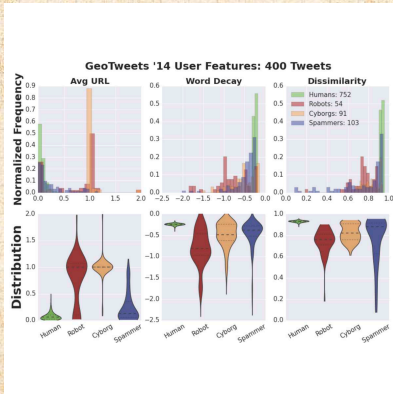 GeoTweets '14 User Features: 400 Tweets
Avg URL
Word Decay
Dissimilarity
Normalized Frequency
0.9
0.8
0.7
0.6
0.5
0.4
0.3
0.2
0.1
0.0
0.0 0.5 1.0 1.5 2.0
0.6
0.5
0.4
0.3
0.2
0.1
0.0
−2.5 −2.0 −1.5 −1.0 −0.5 0.0
0.6
0.5
0.4
0.3
0.2
0.1
0.0
0.0 0.2 0.4 0.6 0.8 1.0
Humans: 752
Robots: 54
Cyborgs: 91
Spammers: 103
Distribution
2.0
1.5
1.0
0.5
0.0
Human Robot Cyborg Spammer
0.0
−0.5
−1.0
−1.5
−2.0
−2.5
Human Robot Cyborg Spammer
1.0
0.8
0.6
0.4
0.2
0.0
Human Robot Cyborg Spammer